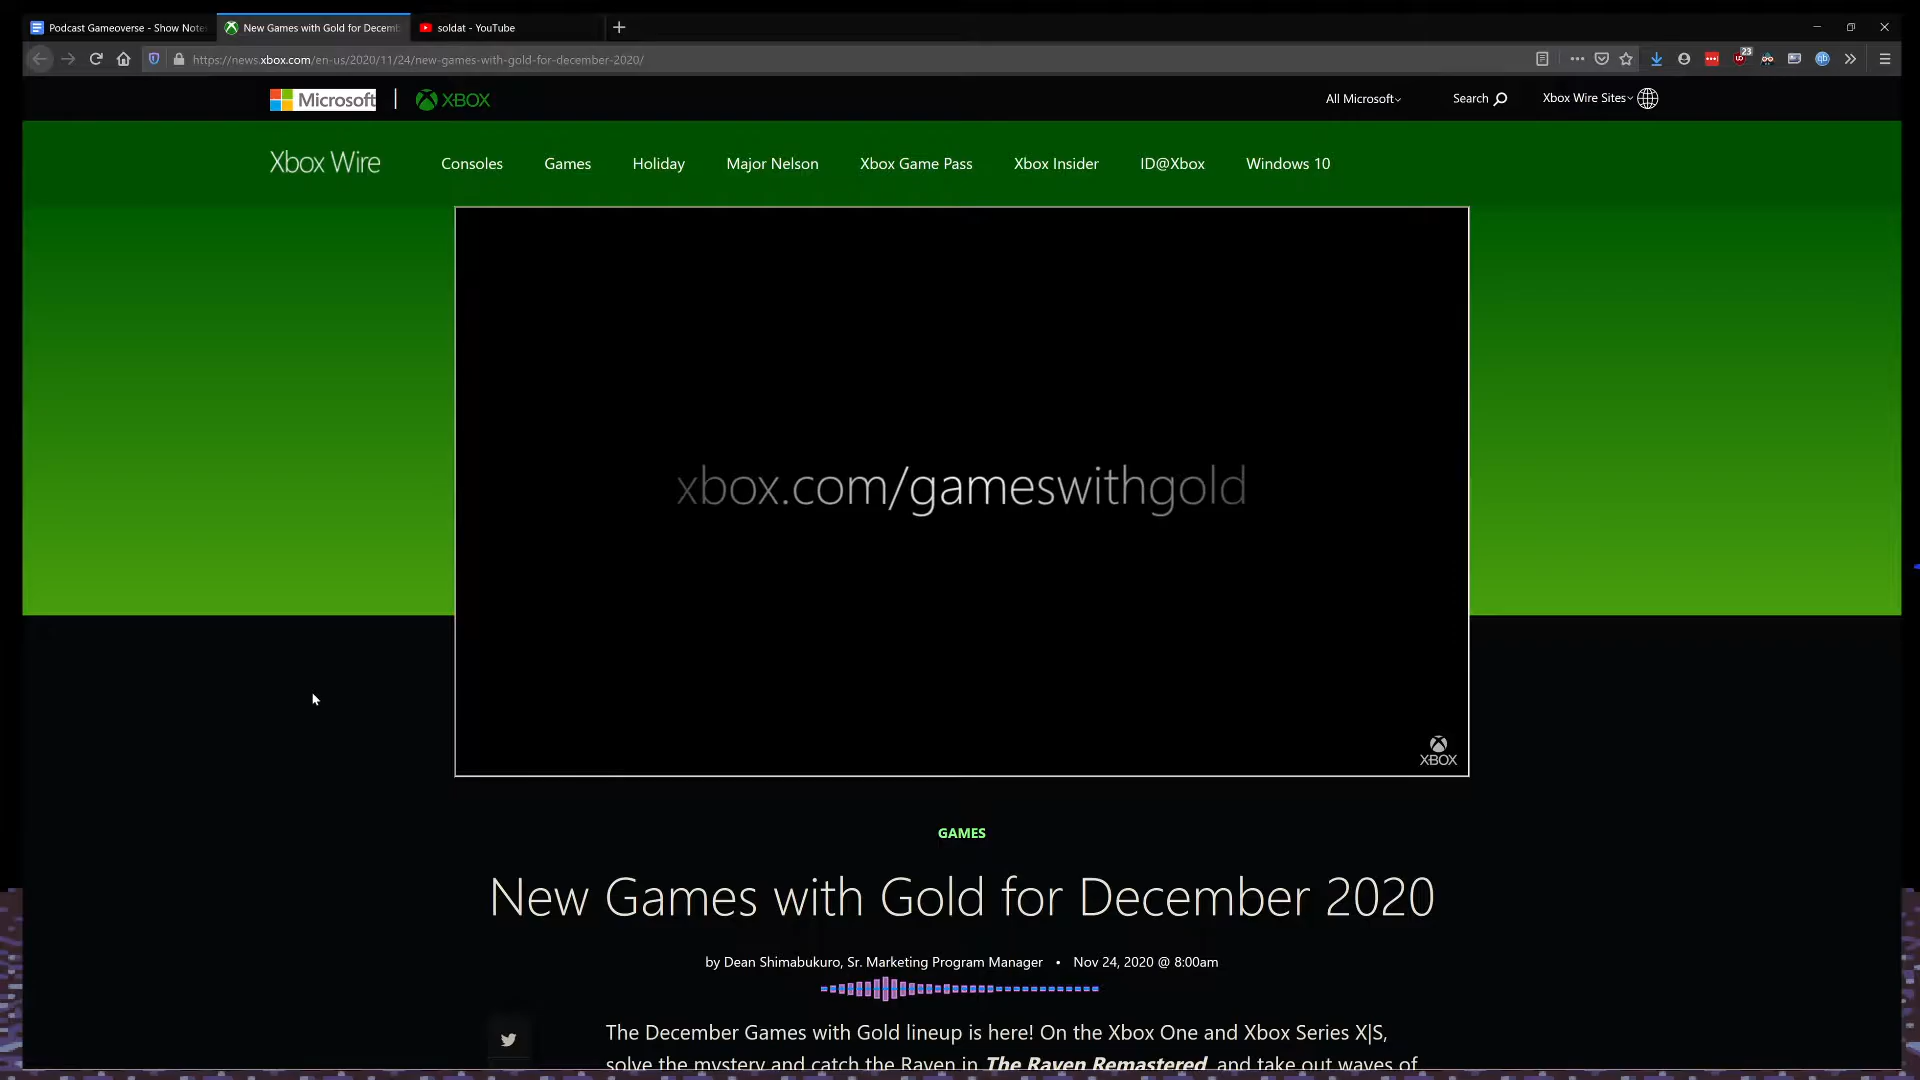 Podcast Gameoverse - Show Notes
New Games with Gold for Decemb
soldat - YouTube
https://news.xbox.com/en-us/2020/11/24/new-games-with-gold-for-december-2020/
23
Microsoft
XBOX
All Microsoft
Search
Xbox Wire Sites
Xbox Wire
Consoles
Games
Holiday
Major Nelson
Xbox Game Pass
Xbox Insider
ID@Xbox
Windows 10
xbox.com/gameswithgold
XBOX
GAMES
New Games with Gold for December 2020
by Dean Shimabukuro, Sr. Marketing Program Manager • Nov 24, 2020 @ 8:00am
The December Games with Gold lineup is here! On the Xbox One and Xbox Series X|S,
solve the mystery and catch the Raven in The Raven Remastered, and take out waves of